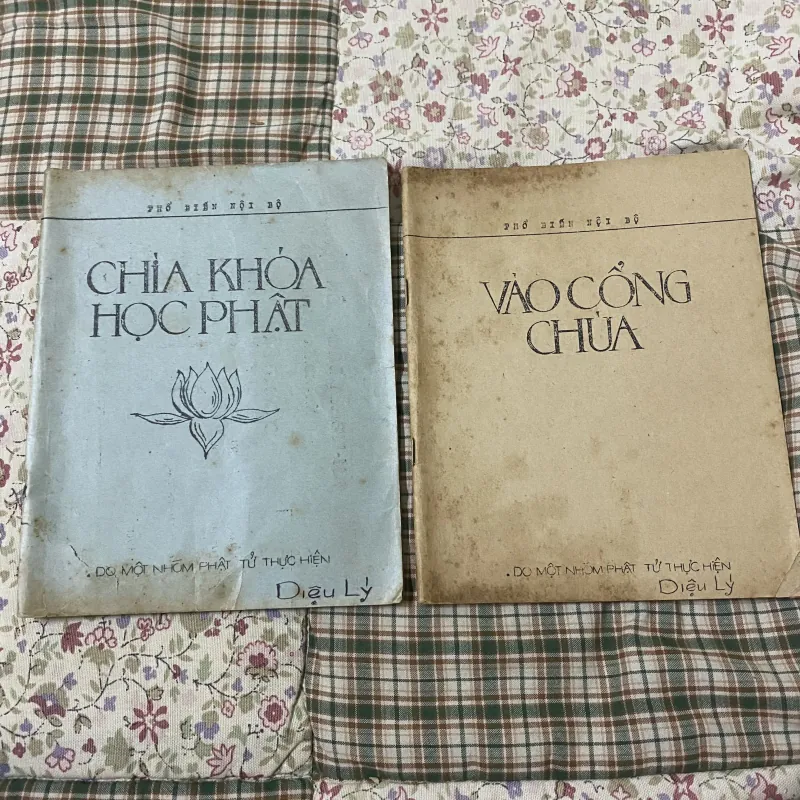 PHỔ BIẾN NỘI BỘ
CHÌA KHÓA
HỌC PHẬT
DO MỘT NHÓM PHẬT TỬ THỰC HIỆN
Diệu Lý
PHỔ BIẾN NỘI BỘ
VÀO CỔNG
CHÙA
DO MỘT NHÓM PHẬT TỬ THỰC HIỆN
Diệu Lý